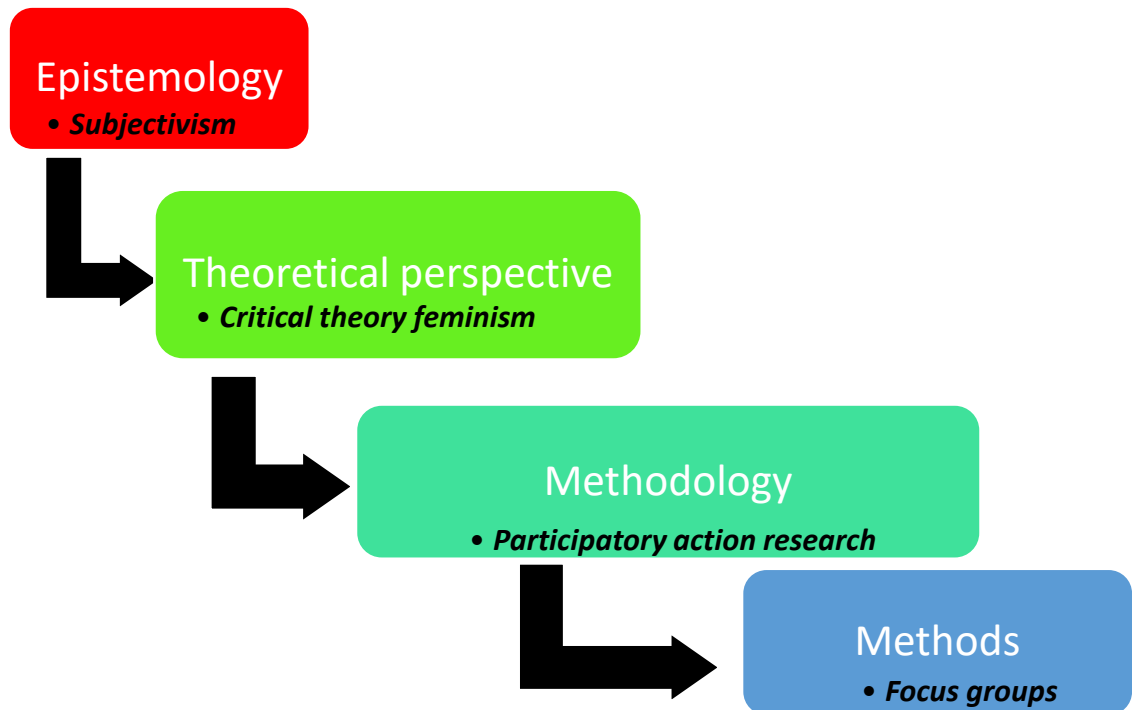 Epistemology
• Subjectivism
Theoretical perspective
• Critical theory feminism
Methodology
• Participatory action research
Methods
• Focus groups